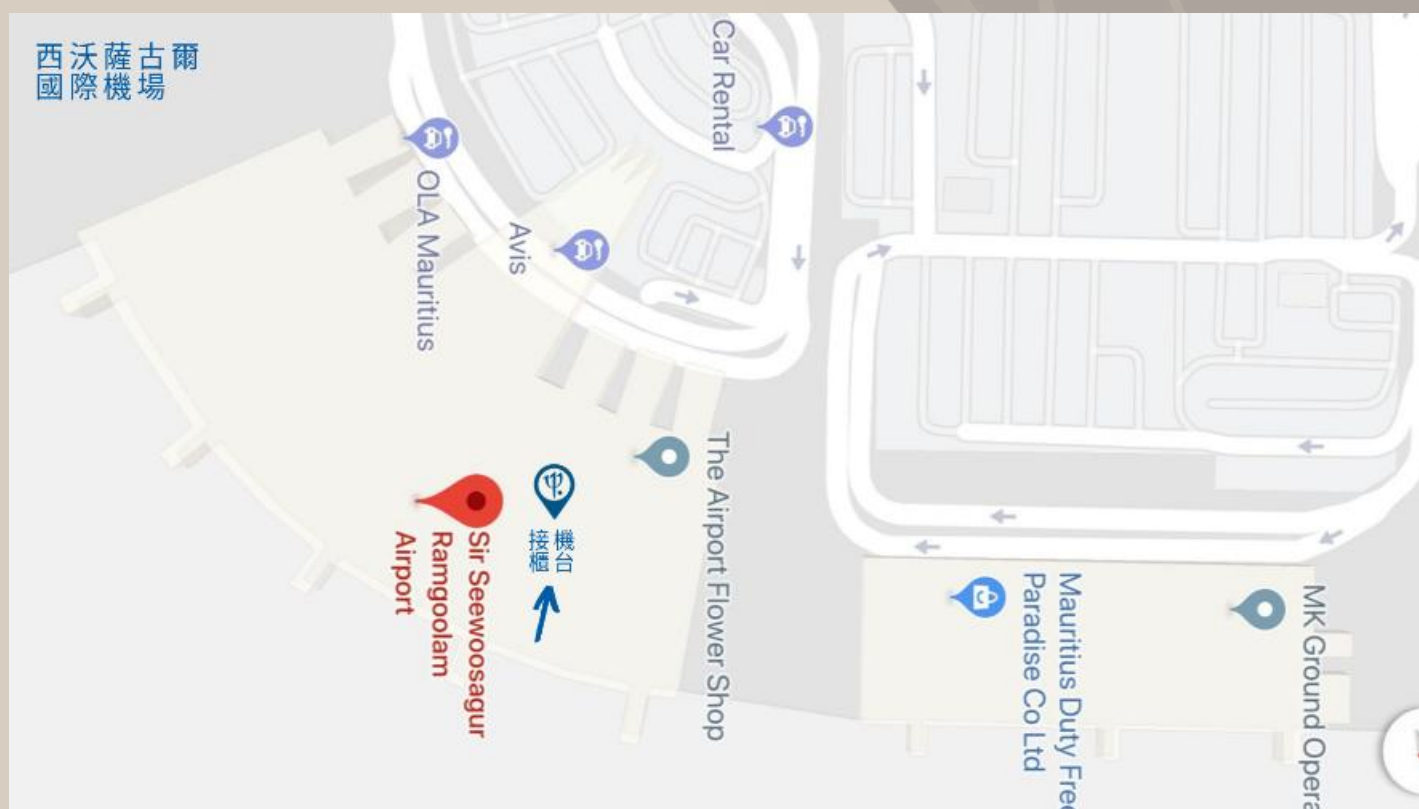 西沃薩古爾
國際機場
Car Rental
OLA Mauritius
Avis
The Airport Flower Shop
機台
接櫃
Sir Seewoosagur
Ramgoolam
Airport
Mauritius Duty Free
Paradise Co Ltd
MK Ground Opera